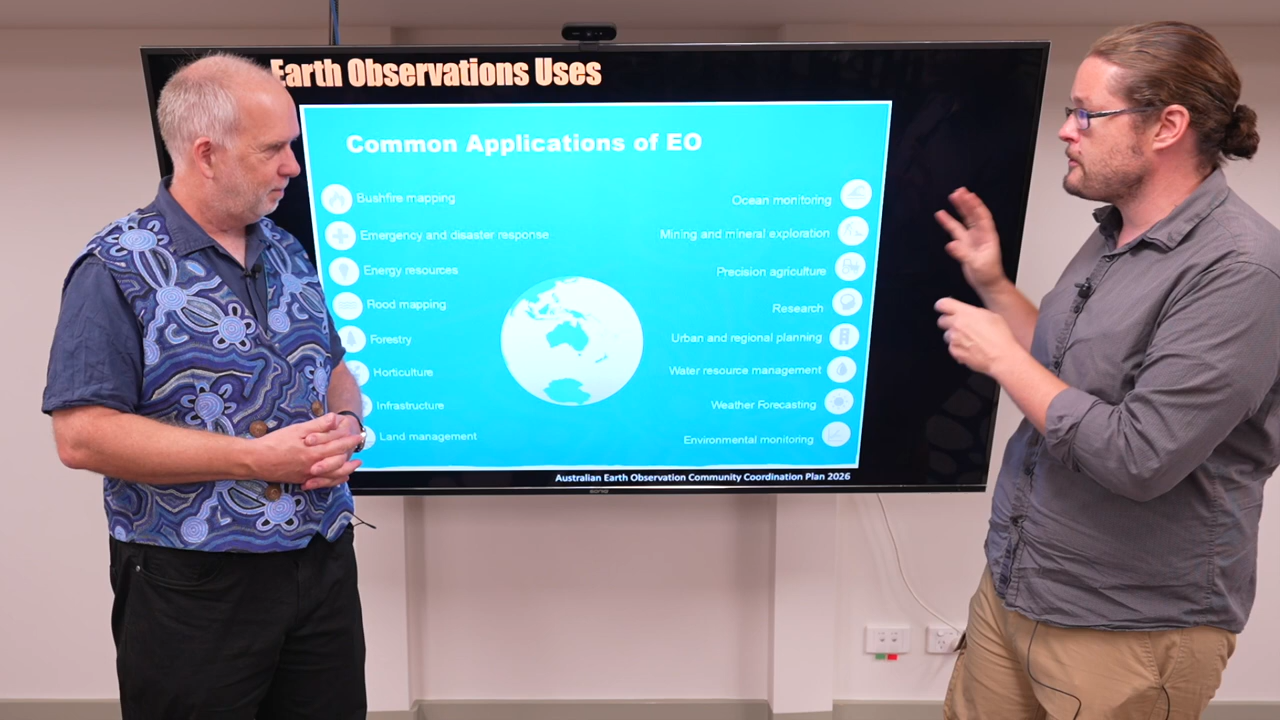 Earth Observations Uses
Common Applications of EO
Bushfire mapping
Emergency and disaster response
Energy resources
Flood mapping
Forestry
Horticulture
Infrastructure
Land management
Ocean monitoring
Mining and mineral exploration
Precision agriculture
Research
Urban and regional planning
Water resource management
Weather Forecasting
Environmental monitoring
Australian Earth Observation Community Coordination Plan 2026